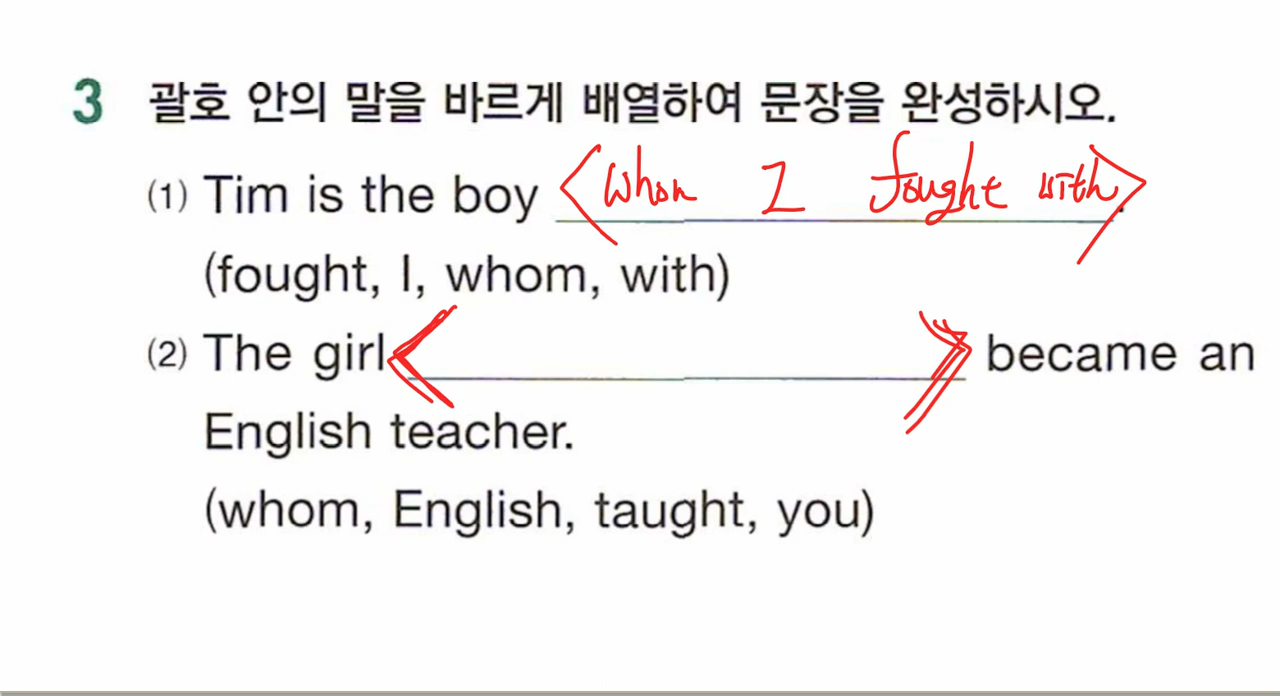 3 괄호 안의 말을 바르게 배열하여 문장을 완성하시오.
(1) Tim is the boy <whom I fought with>.
(fought, I, whom, with)
(2) The girl < > became an
English teacher.
(whom, English, taught, you)